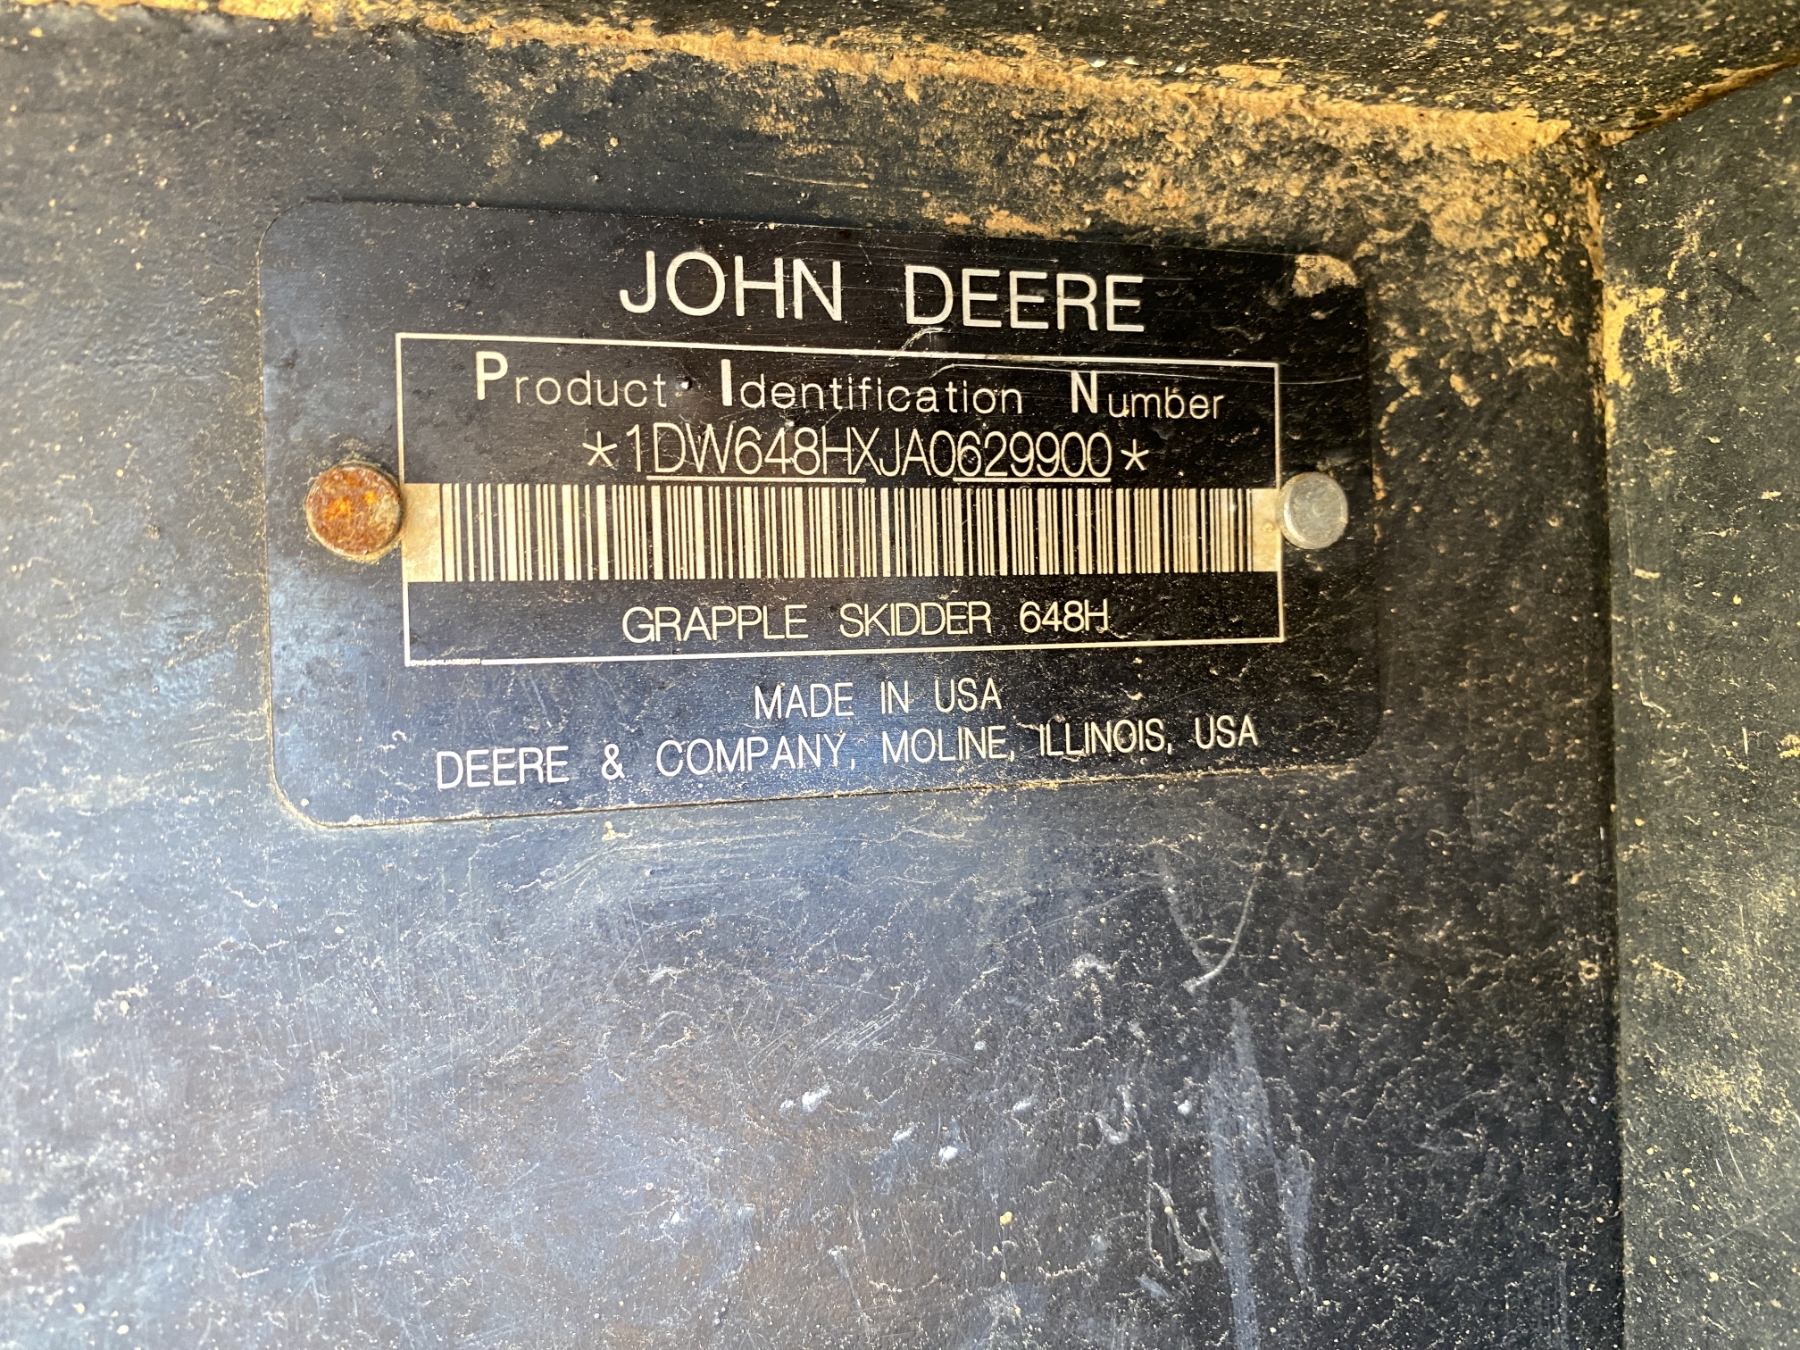 JOHN DEERE
Product Identification Number
*1DW648HXJA0629900*
GRAPPLE SKIDDER 648H
MADE IN USA
DEERE & COMPANY, MOLINE, ILLINOIS, USA